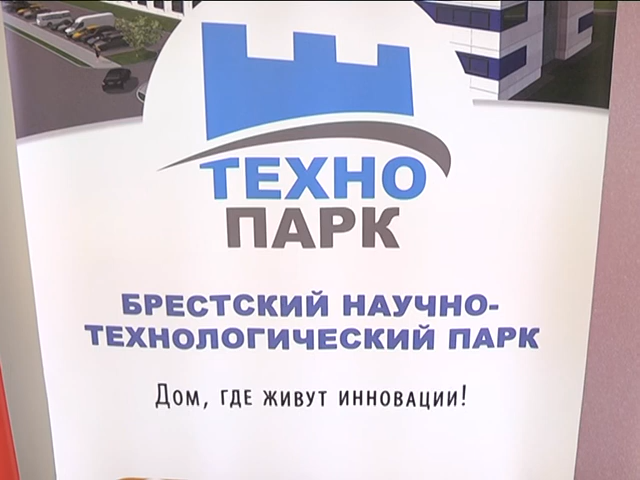 ТЕХНО
ПАРК
БРЕСТСКИЙ НАУЧНО-
ТЕХНОЛОГИЧЕСКИЙ ПАРК
Дом, где живут инновации!